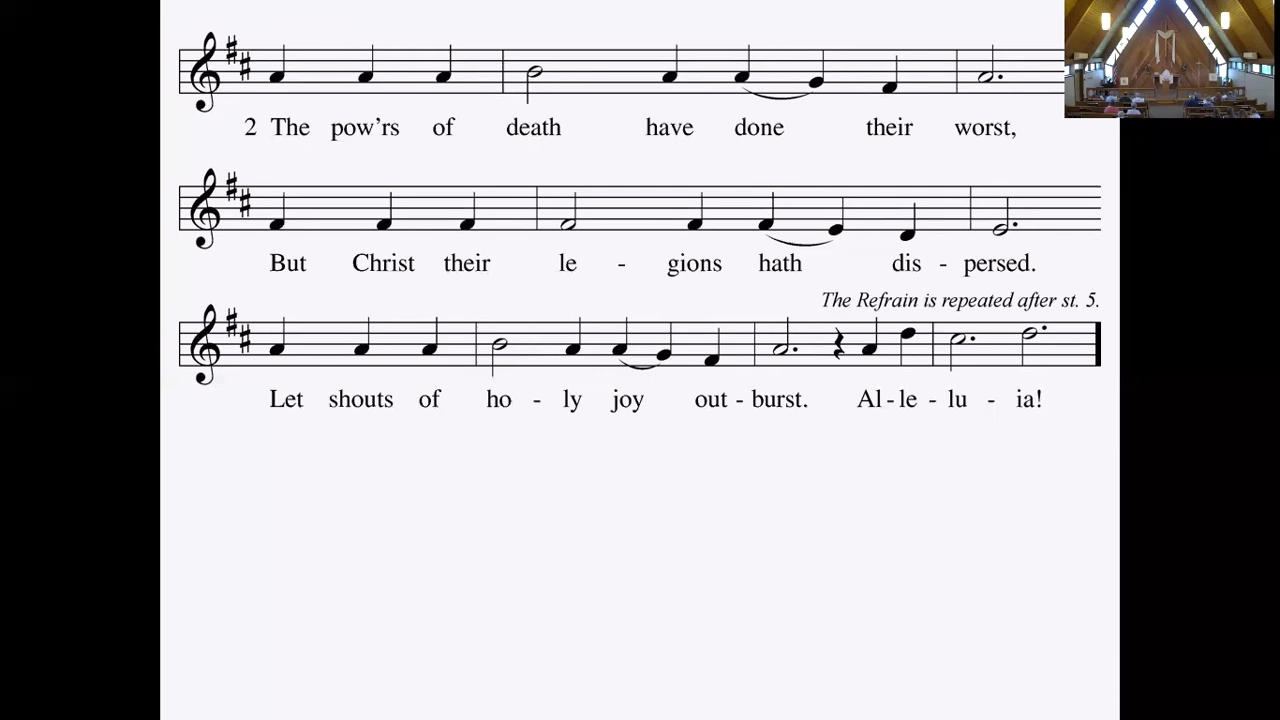 2 The pow’rs of death have done their worst,
But Christ their le - gions hath dis - persed.
The Refrain is repeated after st. 5.
Let shouts of ho - ly joy out - burst. Al - le - lu - ia!